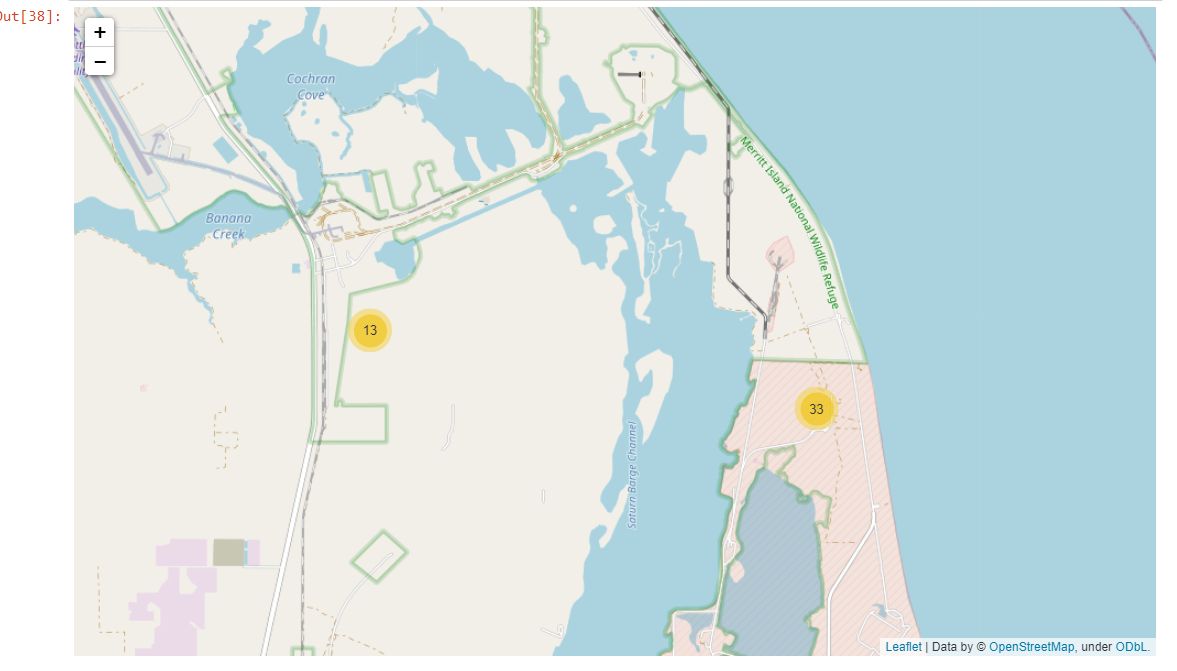 Out[38]:
+
−
Cochran
Cove
Banana
Creek
Merritt Island National Wildlife Refuge
13
33
Saturn Barge Channel
Leaflet | Data by © OpenStreetMap, under ODbL.